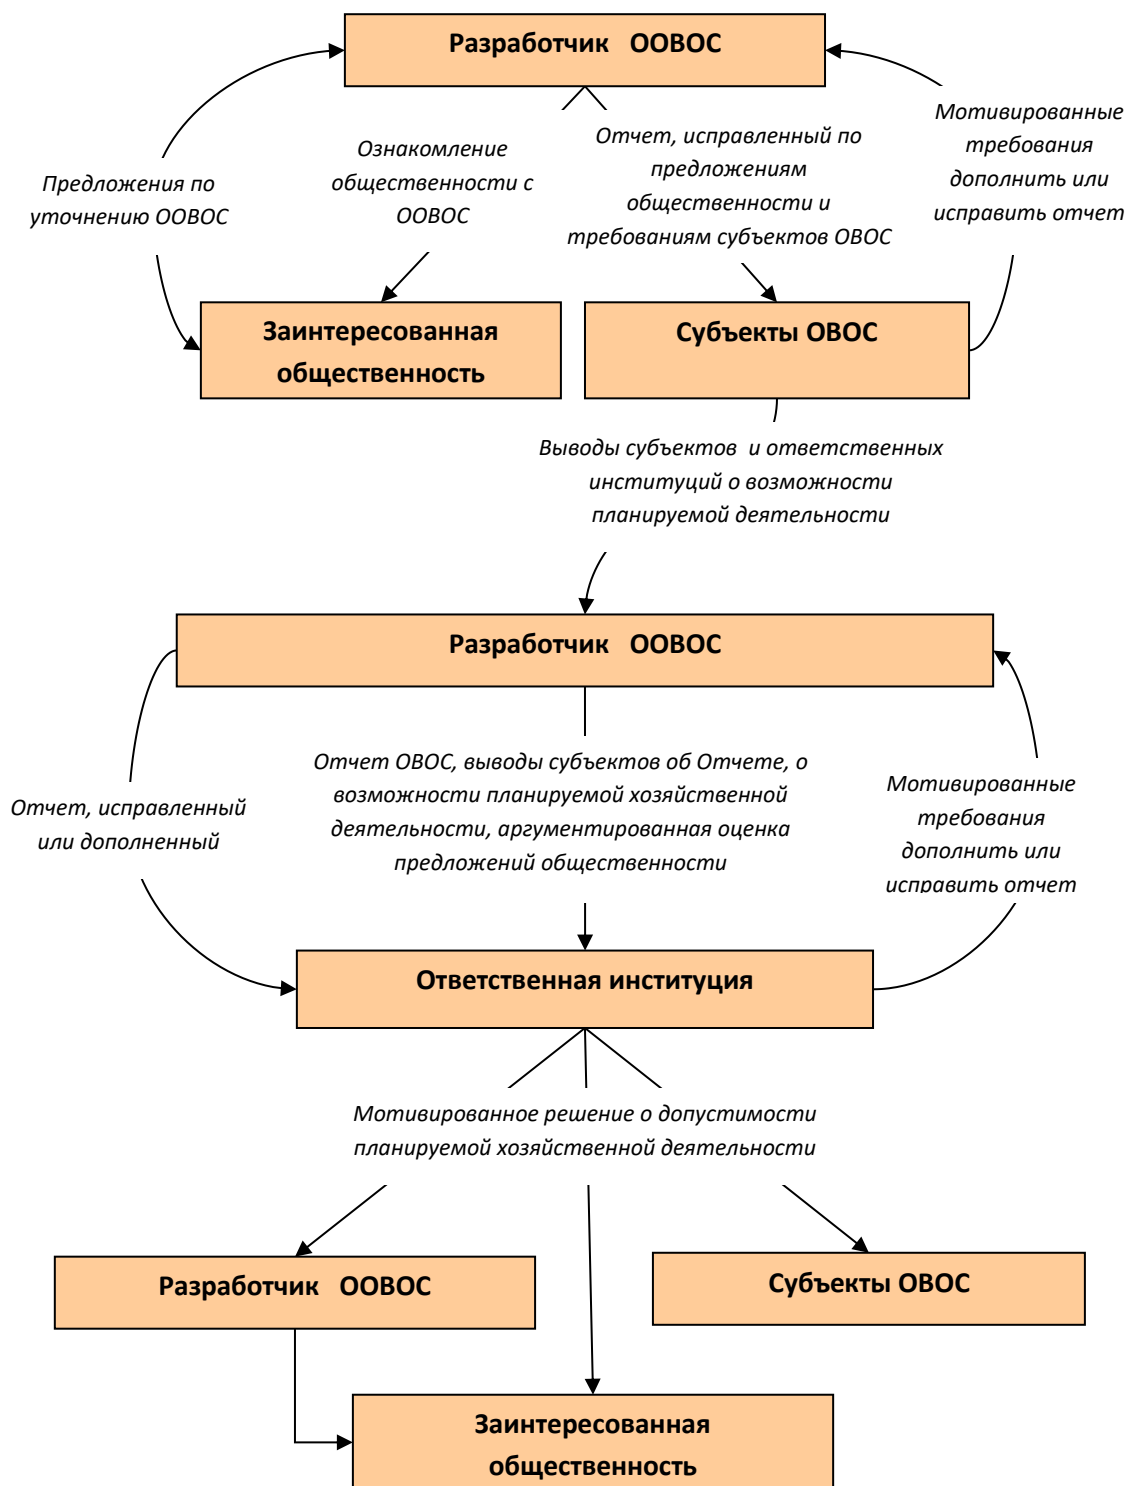 Разработчик ООВОС
Предложения по
уточнению ООВОС
Ознакомление
общественности с
ООВОС
Отчет, исправленный по
предложениям
общественности и
требованиям субъектов ОВОС
Мотивированные
требования
дополнить или
исправить отчет
Заинтересованная
общественность
Субъекты ОВОС
Выводы субъектов и ответственных
институций о возможности
планируемой деятельности
Разработчик ООВОС
Отчет, исправленный
или дополненный
Отчет ОВОС, выводы субъектов об Отчете, о
возможности планируемой хозяйственной
деятельности, аргументированная оценка
предложений общественности
Мотивированные
требования
дополнить или
исправить отчет
Ответственная институция
Мотивированное решение о допустимости
планируемой хозяйственной деятельности
Разработчик ООВОС
Субъекты ОВОС
Заинтересованная
общественность